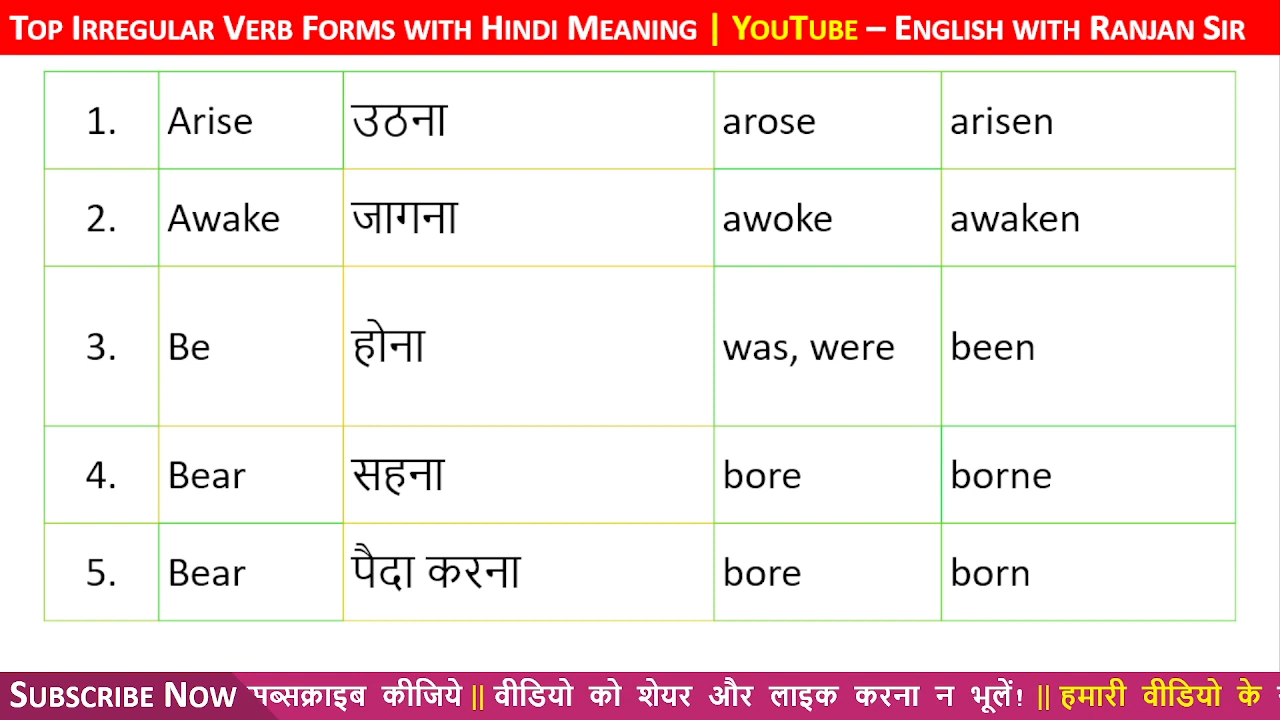 TOP IRREGULAR VERB FORMS WITH HINDI MEANING | YOUTUBE – ENGLISH WITH RANJAN SIR
1. Arise उठना arose arisen
2. Awake जागना awoke awaken
3. Be होना was, were been
4. Bear सहना bore borne
5. Bear पैदा करना bore born
SUBSCRIBE NOW सब्सक्राइब कीजिये || वीडियो को शेयर और लाइक करना न भूलें! || हमारी वीडियो के